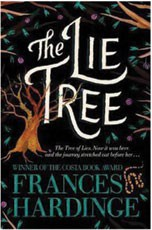 The
LIE
TREE
The Tree of Lies. Now it was here
and the journey stretched out before her...
WINNER OF THE COSTA BOOK AWARD
FRANCES
HARDINGE